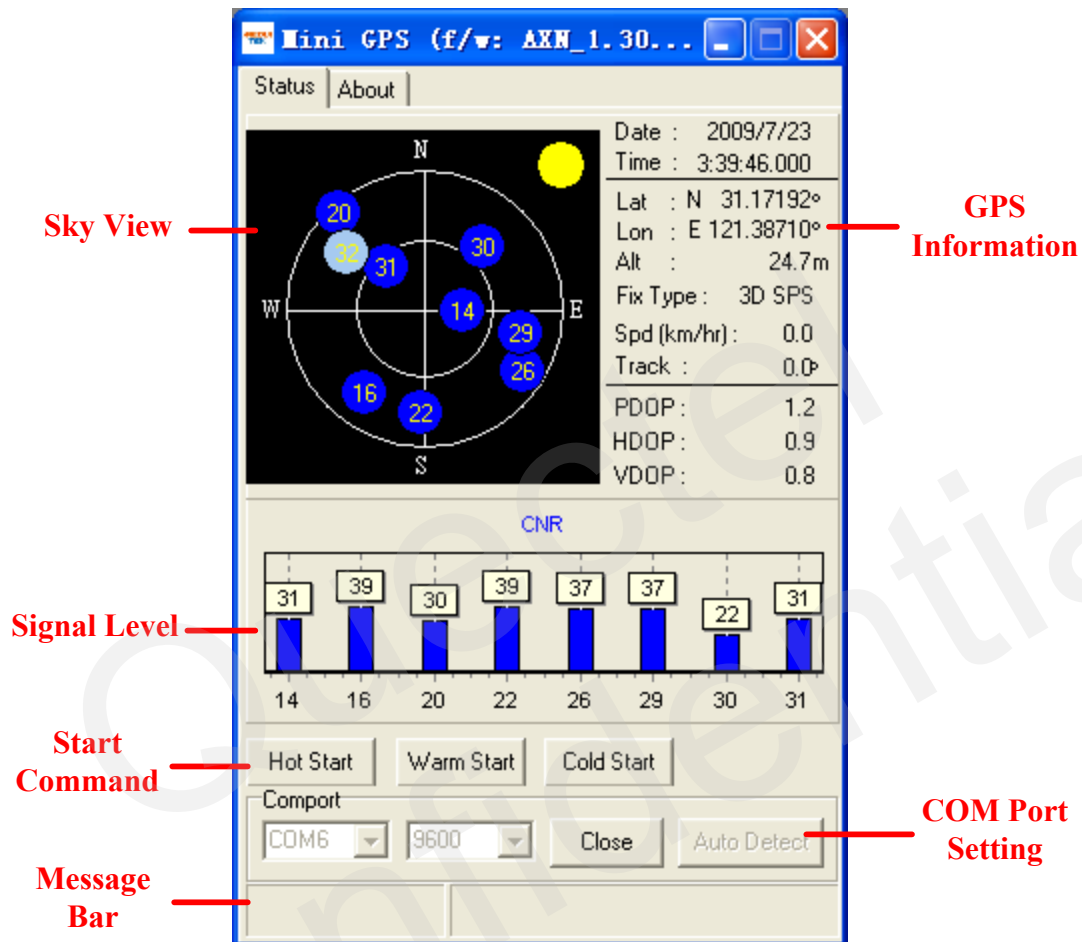 Mini GPS (f/w: AXN_1.30...
Status
About
Sky View
N
W
E
S
20
32
31
30
14
29
26
16
22
Date : 2009/7/23
Time : 3:39:46.000
Lat : N 31.17192°
Lon : E 121.38710°
Alt : 24.7m
Fix Type : 3D SPS
Spd (km/hr) : 0.0
Track : 0.0°
PDOP : 1.2
HDOP : 0.9
VDOP : 0.8
GPS
Information
CNR
Signal Level
31 39 30 39 37 37 22 31
14 16 20 22 26 29 30 31
Start
Command
Hot Start
Warm Start
Cold Start
Comport
COM6
9600
Close
Auto Detect
COM Port
Setting
Message
Bar
Quectel